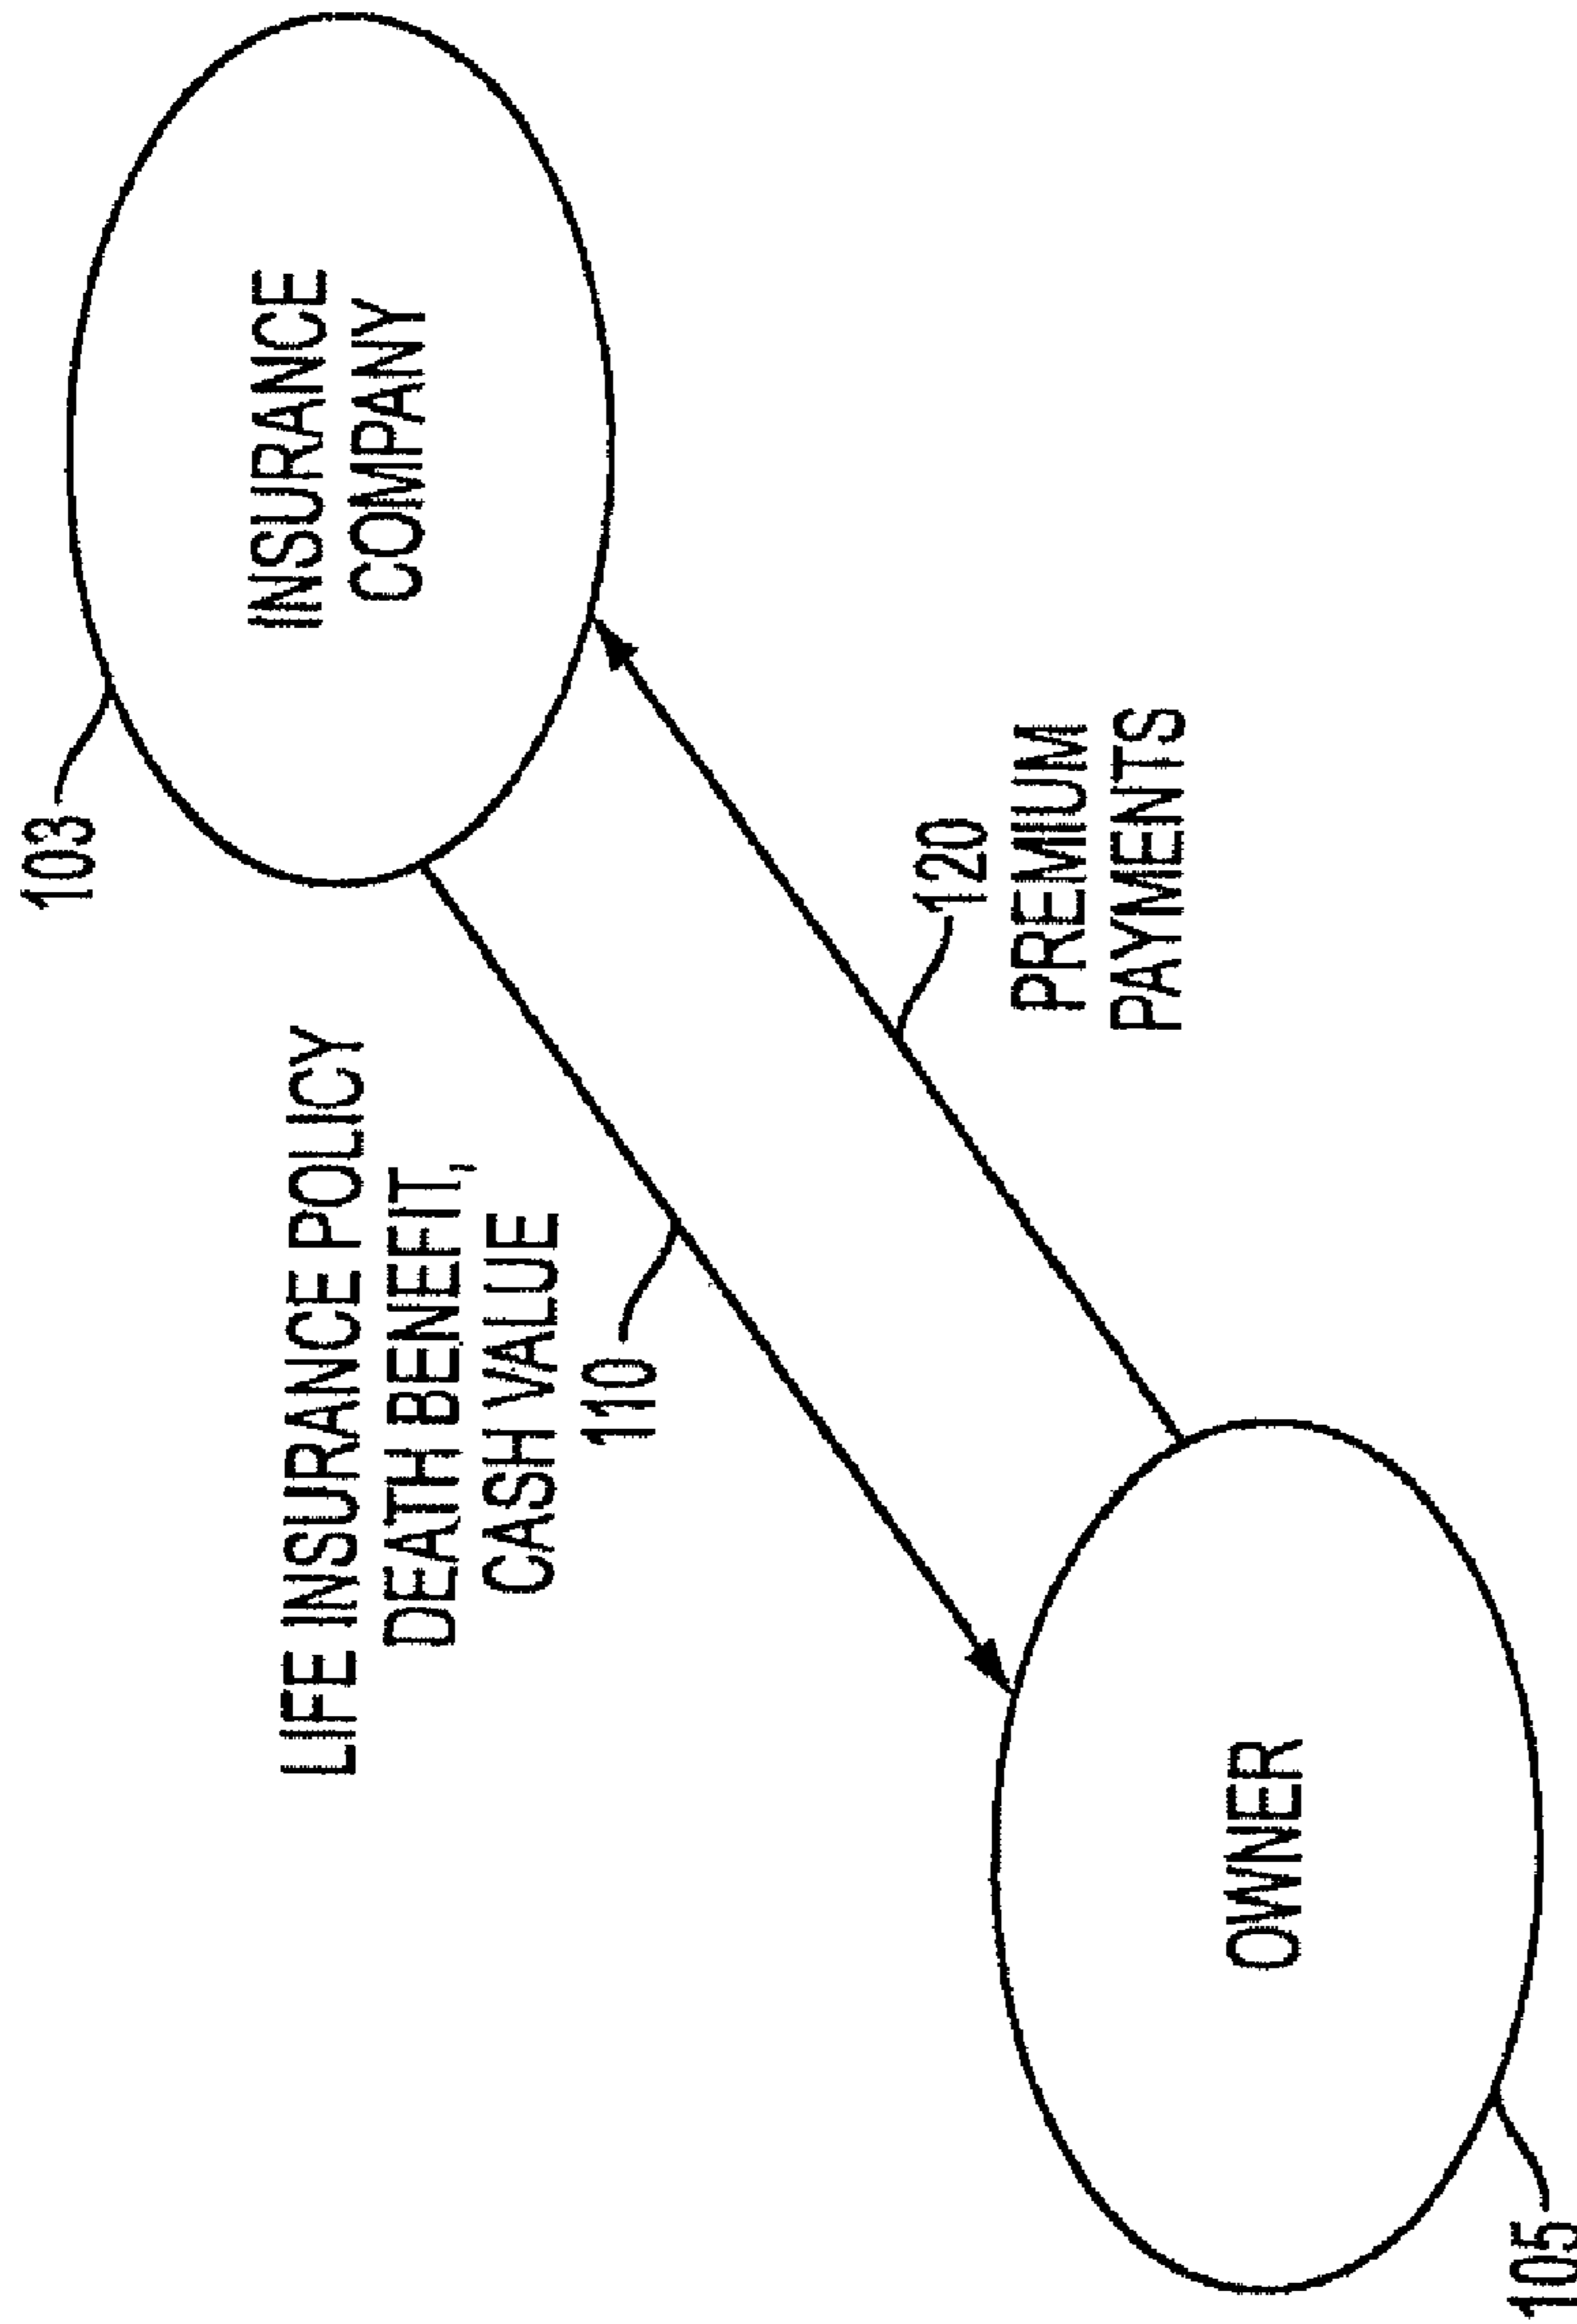 103
INSURANCE
COMPANY
LIFE INSURANCE POLICY
DEATH BENEFIT,
CASH VALUE
110
120
PREMIUM
PAYMENTS
OWNER
105